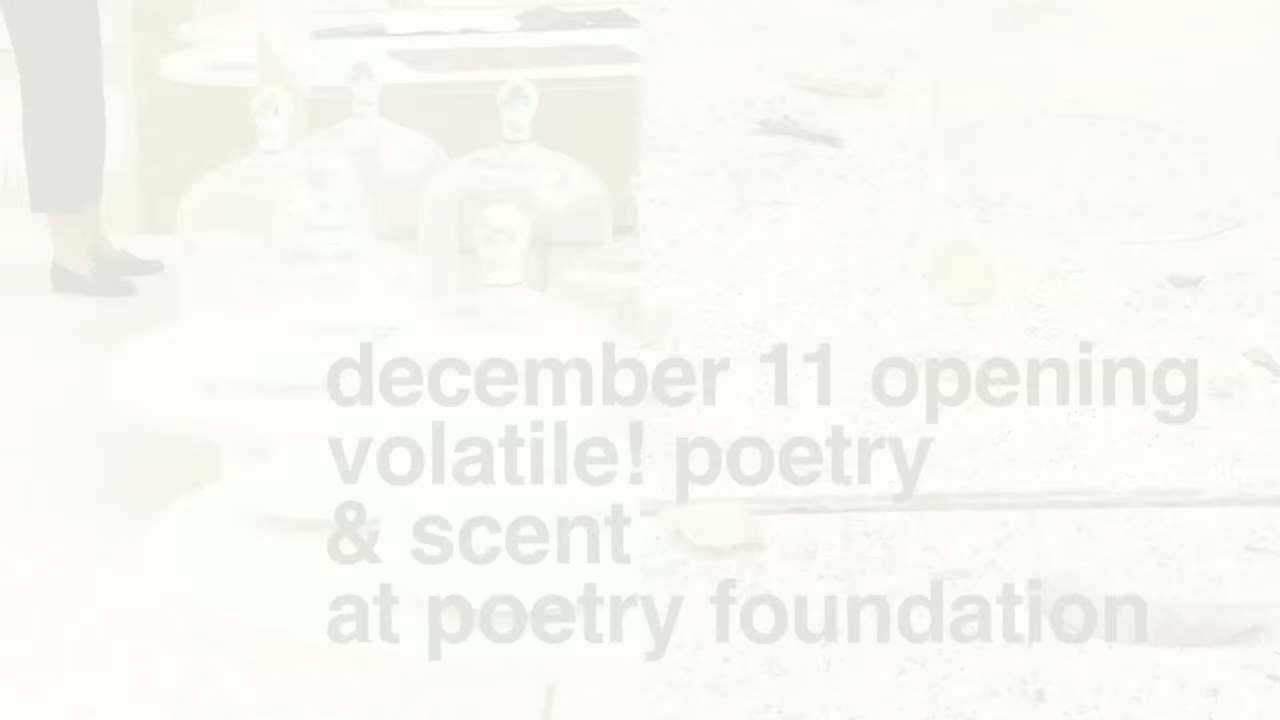 december 11 opening
volatile! poetry
& scent
at poetry foundation